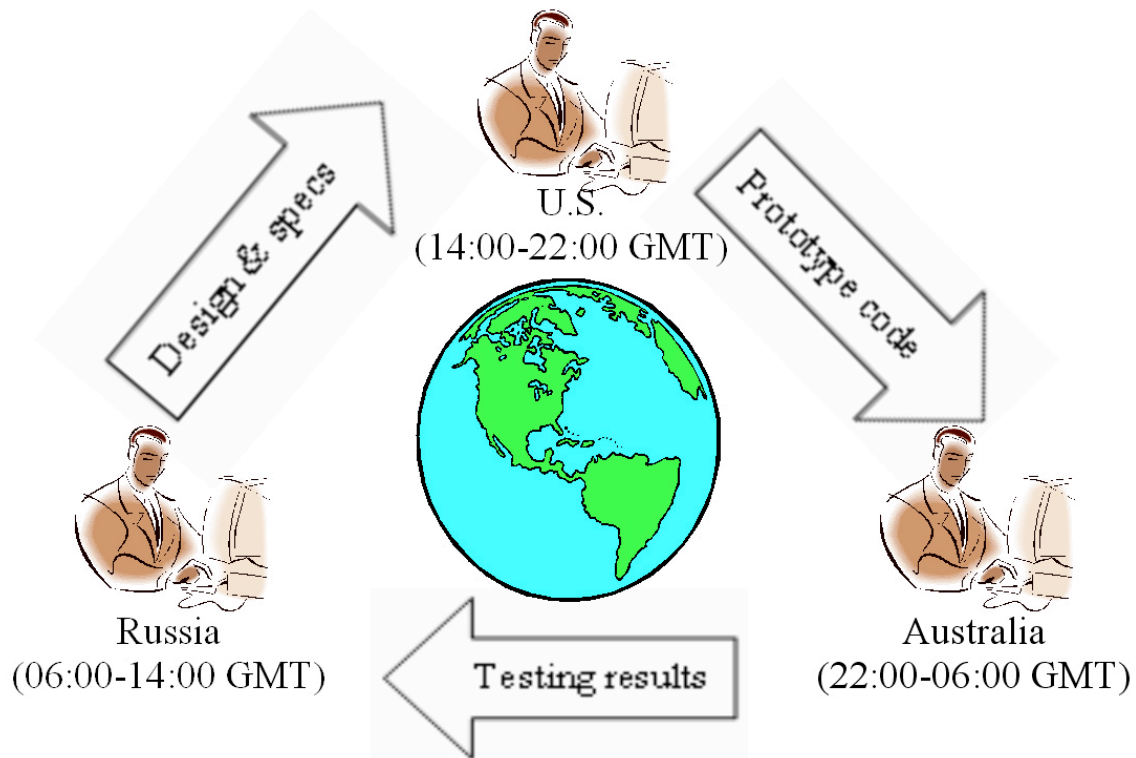 U.S.
(14:00-22:00 GMT)
Design & specs
Prototype code
Russia
(06:00-14:00 GMT)
Testing results
Australia
(22:00-06:00 GMT)